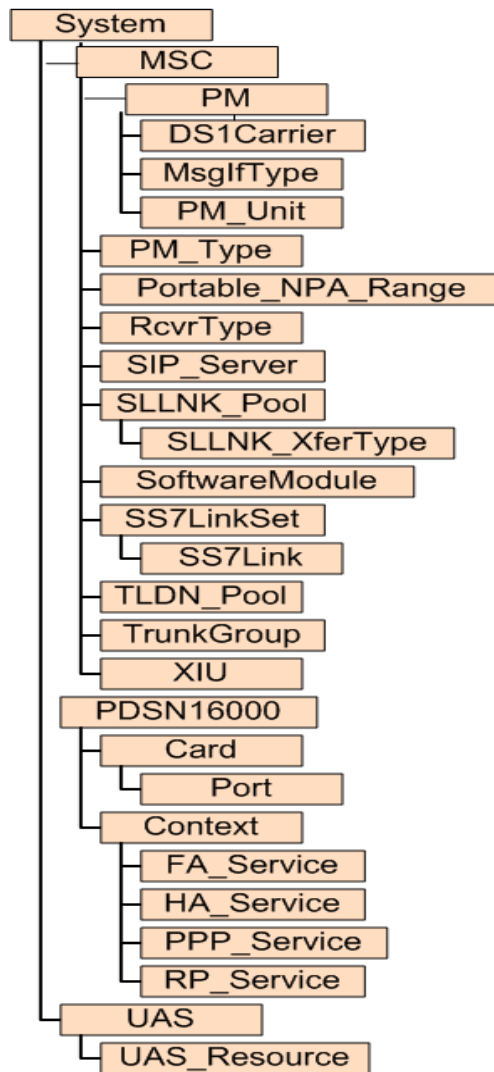 System
MSC
PM
DS1Carrier
MsgIfType
PM_Unit
PM_Type
Portable_NPA_Range
RcvrType
SIP_Server
SLLNK_Pool
SLLNK_XferType
SoftwareModule
SS7LinkSet
SS7Link
TLDN_Pool
TrunkGroup
XIU
PDSN16000
Card
Port
Context
FA_Service
HA_Service
PPP_Service
RP_Service
UAS
UAS_Resource